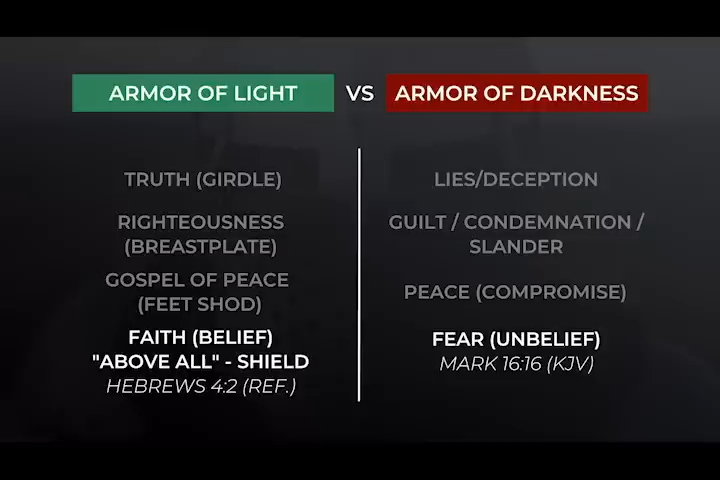 ARMOR OF LIGHT VS ARMOR OF DARKNESS
TRUTH (GIRDLE)
LIES/DECEPTION
RIGHTEOUSNESS
(BREASTPLATE)
GUILT / CONDEMNATION /
SLANDER
GOSPEL OF PEACE
(FEET SHOD)
PEACE (COMPROMISE)
FAITH (BELIEF)
"ABOVE ALL" - SHIELD
HEBREWS 4:2 (REF.)
FEAR (UNBELIEF)
MARK 16:16 (KJV)